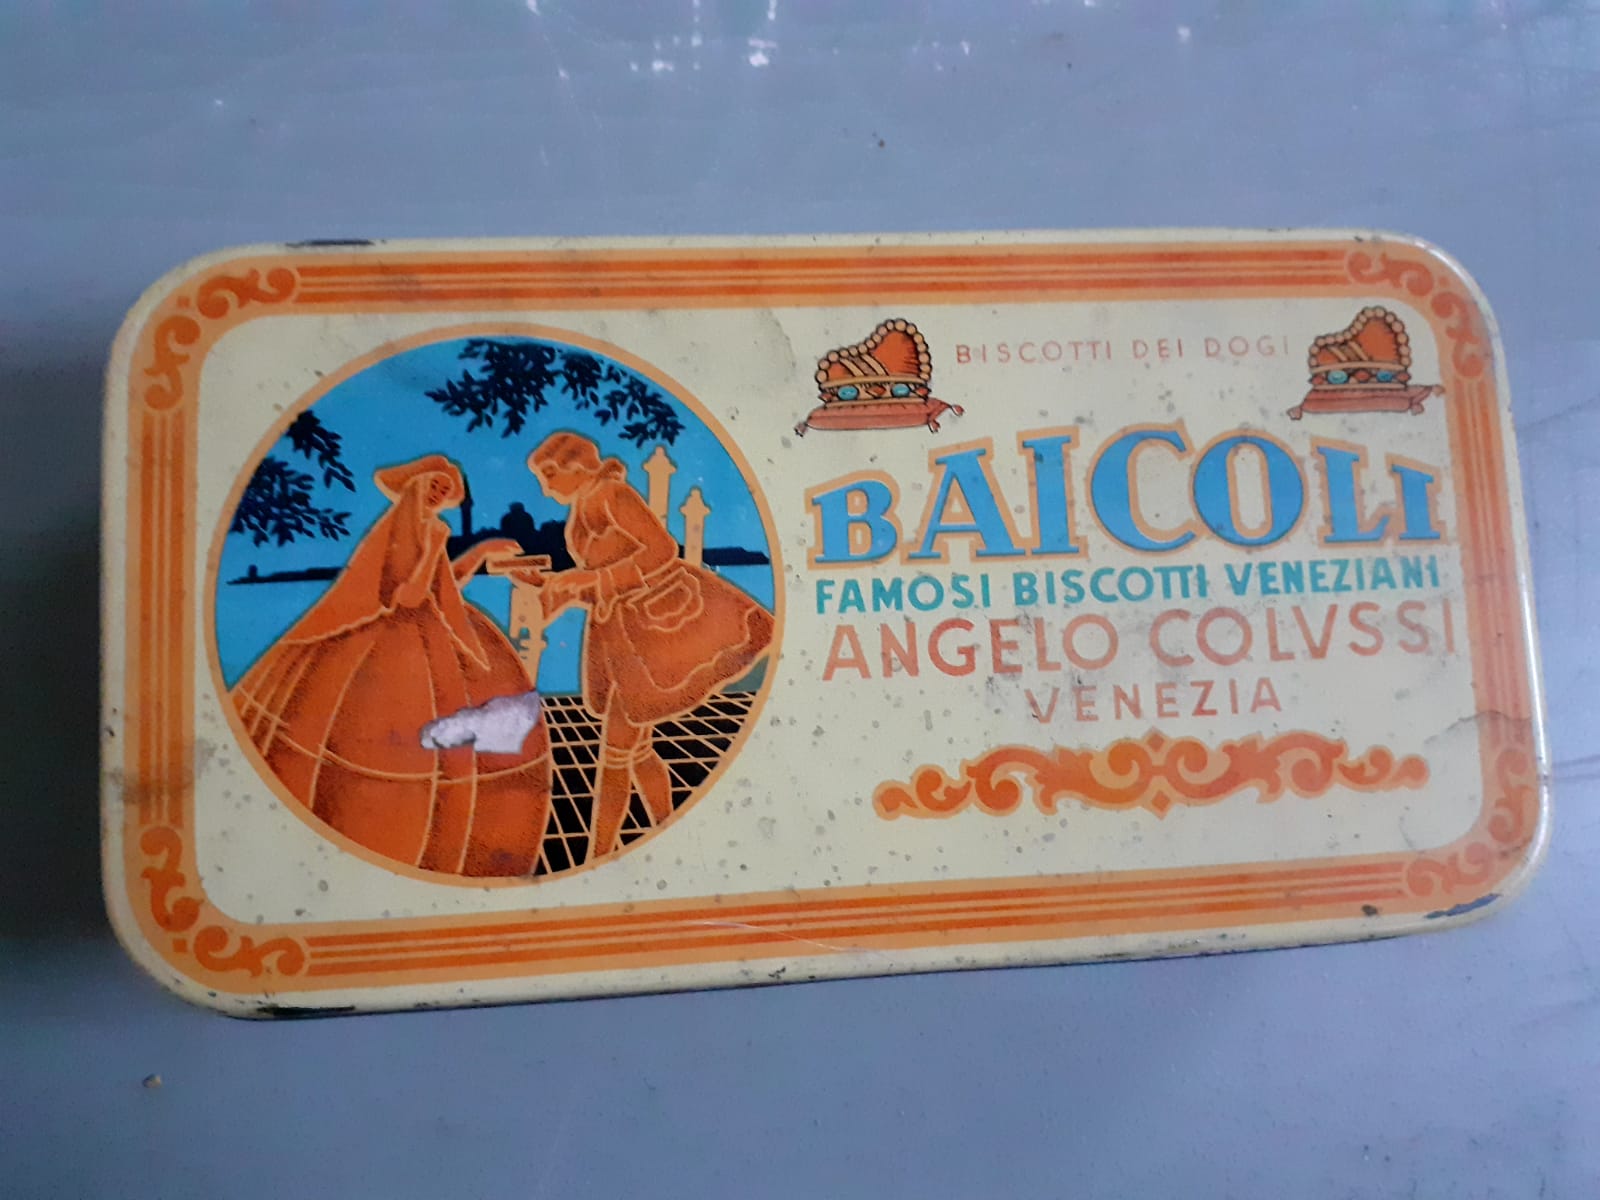 BISCOTTI DEI DOGI
BAICOLI
FAMOSI BISCOTTI VENEZIANI
ANGELO COLVSSI
VENEZIA